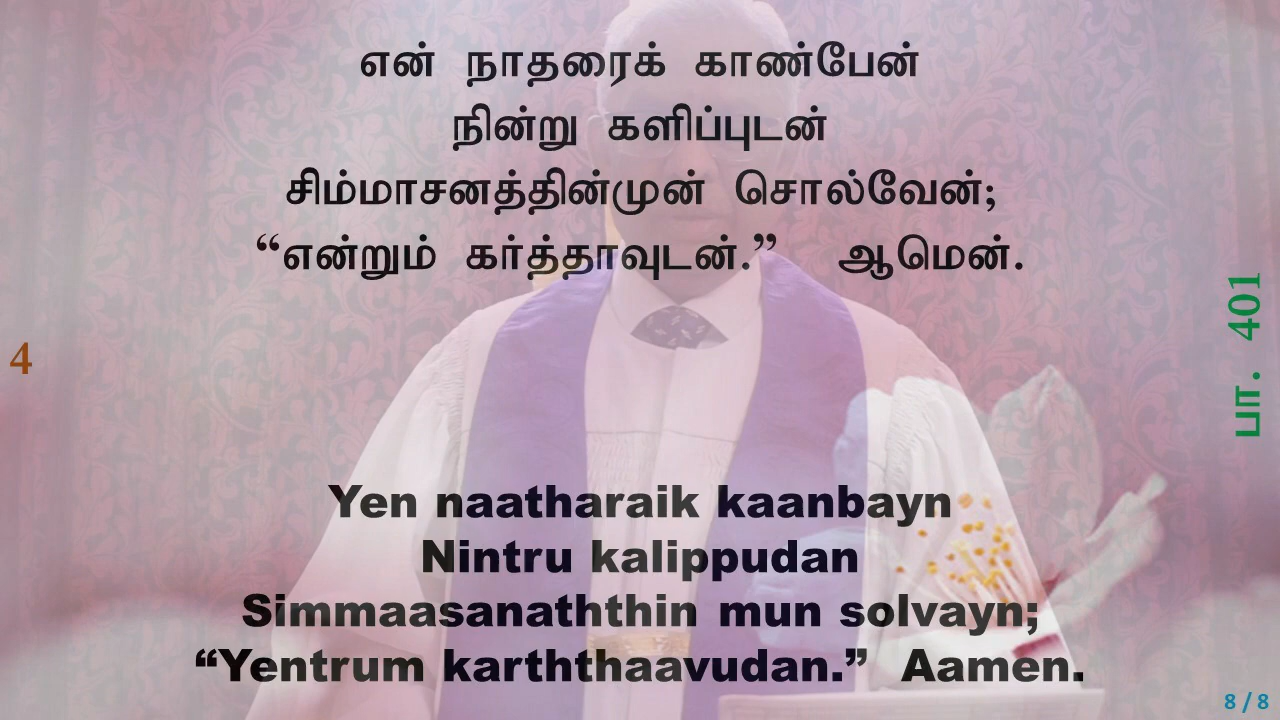 என் நாதரைக் காண்பேன்
நின்று களிப்புடன்
சிம்மாசனத்தின்முன் சொல்வேன்;
“என்றும் கர்த்தாவுடன்.” ஆமென்.
4
பா. 401
Yen naatharaik kaanbayn
Nintru kalippudan
Simmaasanaththin mun solvayn;
“Yentrum karththaavudan.” Aamen.
8 / 8